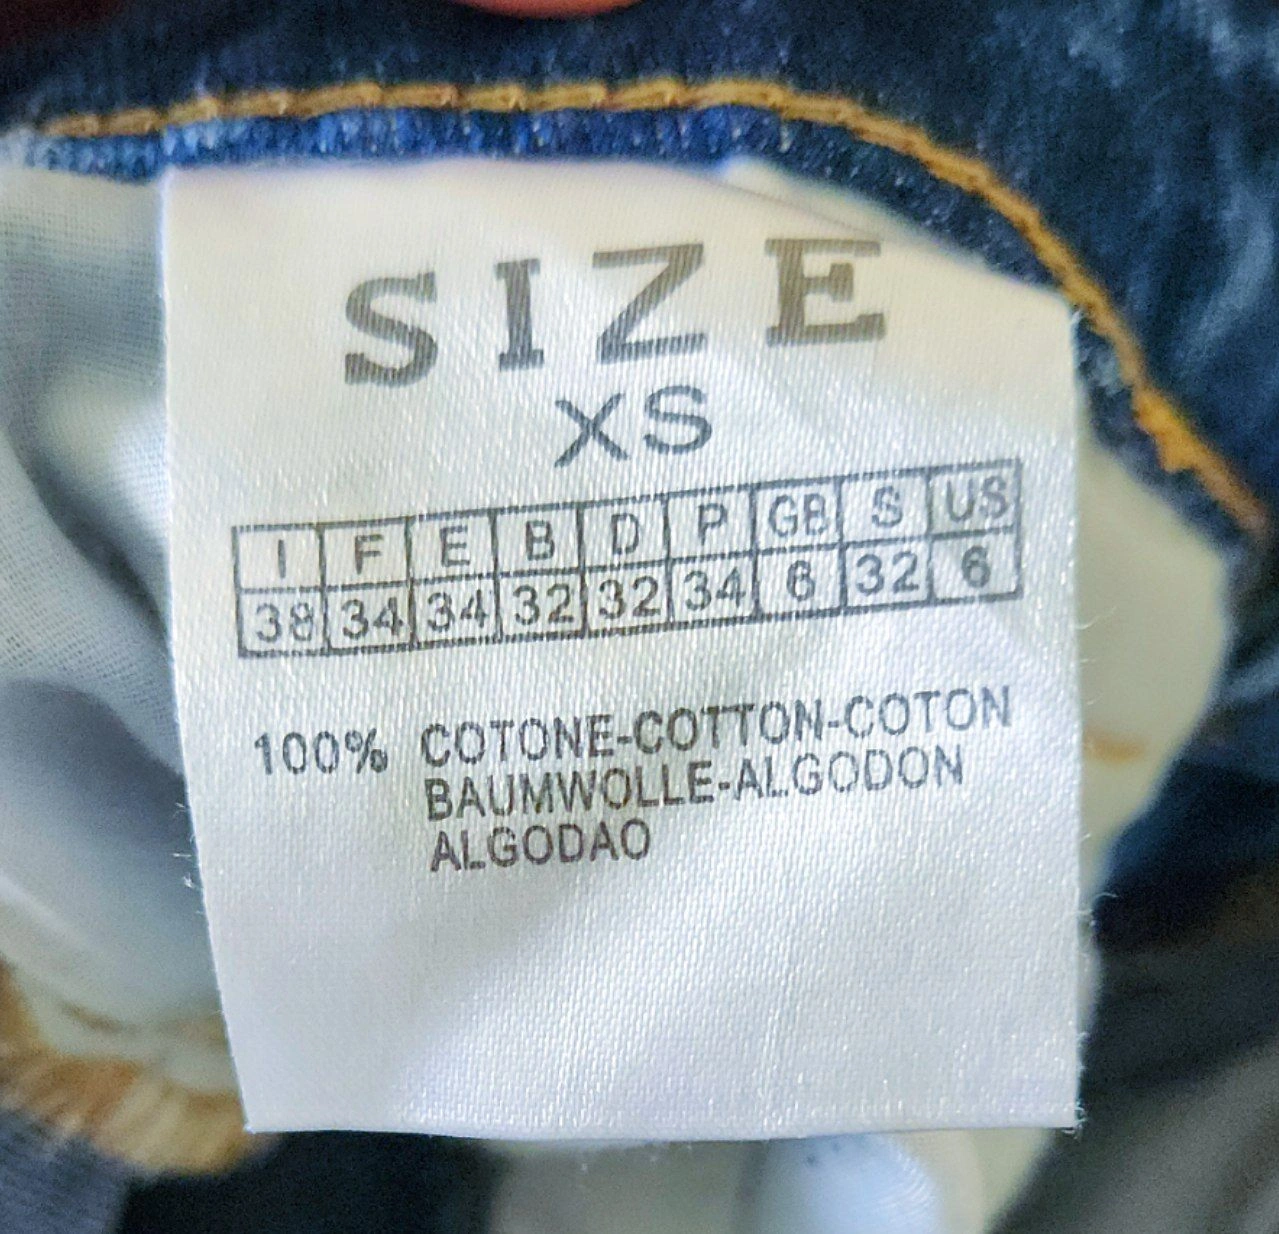 SIZE
XS
I F E B D P GB S US
38 34 34 32 32 34 6 32 6
100% COTONE-COTTON-COTON
BAUMWOLLE-ALGODON
ALGODAO